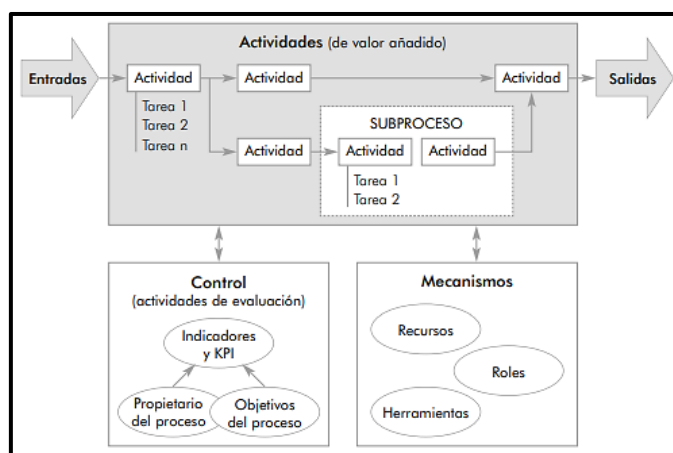 Actividades (de valor añadido)
Entradas
Actividad
Actividad
Actividad
Salidas
Tarea 1
Tarea 2
Tarea n
SUBPROCESO
Actividad
Actividad
Actividad
Tarea 1
Tarea 2
Control
(actividades de evaluación)
Indicadores
y KPI
Propietario
del proceso
Objetivos
del proceso
Mecanismos
Recursos
Roles
Herramientas